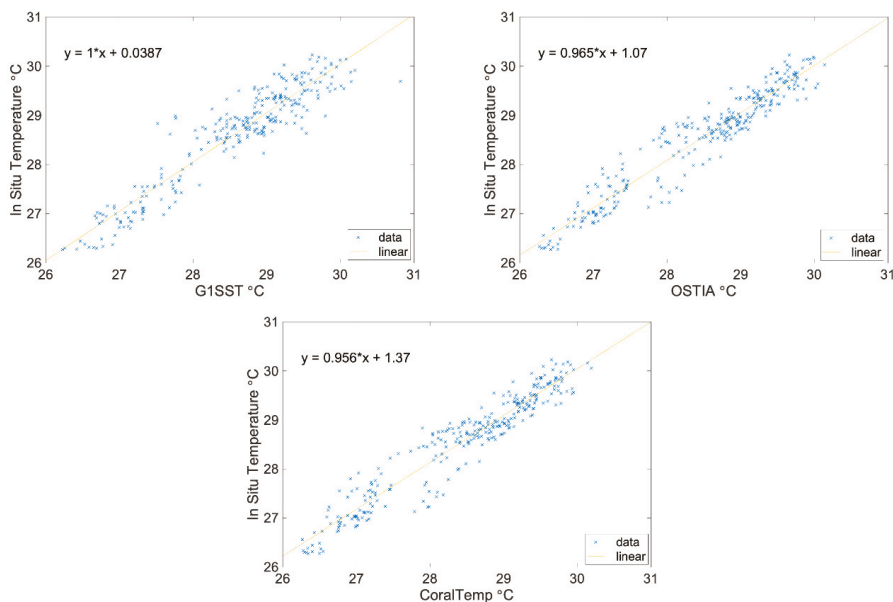 31
y = 1*x + 0.0387
30
29
28
27
26
In Situ Temperature °C
data
linear
26 27 28 29 30 31
G1SST °C
31
y = 0.965*x + 1.07
30
29
28
27
26
In Situ Temperature °C
data
linear
26 27 28 29 30 31
OSTIA °C
31
y = 0.956*x + 1.37
30
29
28
27
26
In Situ Temperature °C
data
linear
26 27 28 29 30 31
CoralTemp °C